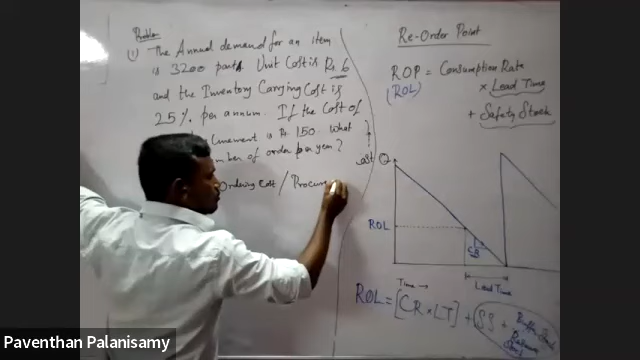 Problem
(1) The Annual demand for an item
is 3200 parts. Unit Cost is Rs. 6
and the Inventory Carrying Cost is
25% per annum. If the Cost of
curement is Rs. 150. What
umber of order per year?
Ordering Cost / Procure
Re-Order Point
ROP = Consumption Rate
(ROL) × Lead Time
+ Safety Stock
Q
ROL
Time →
Lead Time
ROL = [CR × LT] + SS +
Buffer Stock
Paventhan Palanisamy